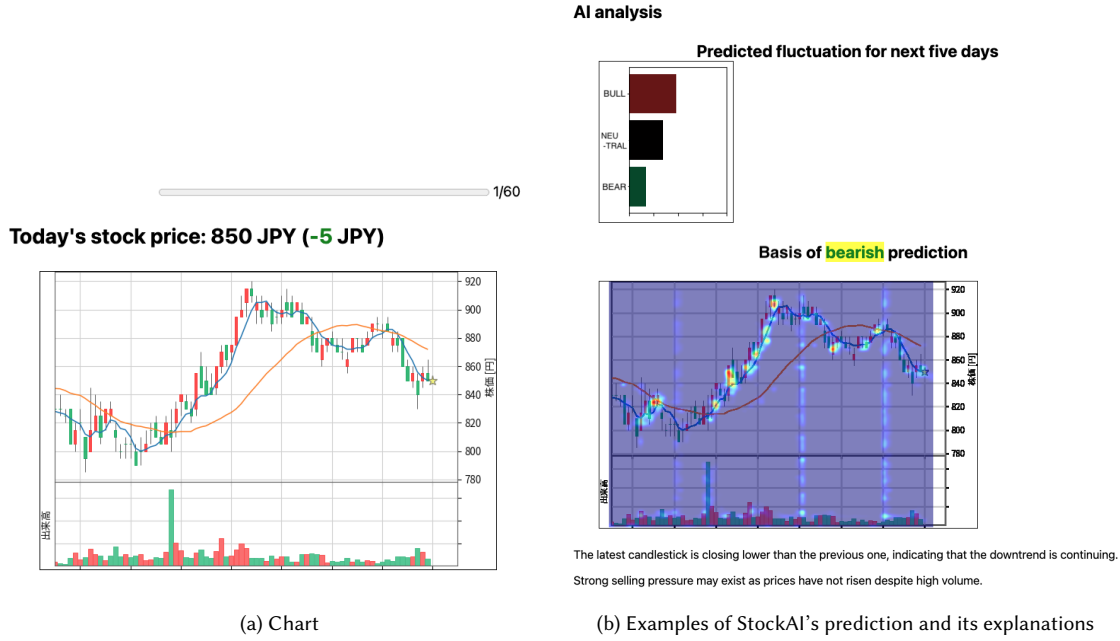 1/60
Today's stock price: 850 JPY (-5 JPY)
920
900
880
860
840
820
800
780
株価 [円]
出来高
(a) Chart
AI analysis
Predicted fluctuation for next five days
BULL
NEU
-TRAL
BEAR
Basis of bearish prediction
920
900
880
860
840
820
800
780
株価 [円]
出来高
The latest candlestick is closing lower than the previous one, indicating that the downtrend is continuing.
Strong selling pressure may exist as prices have not risen despite high volume.
(b) Examples of StockAI's prediction and its explanations